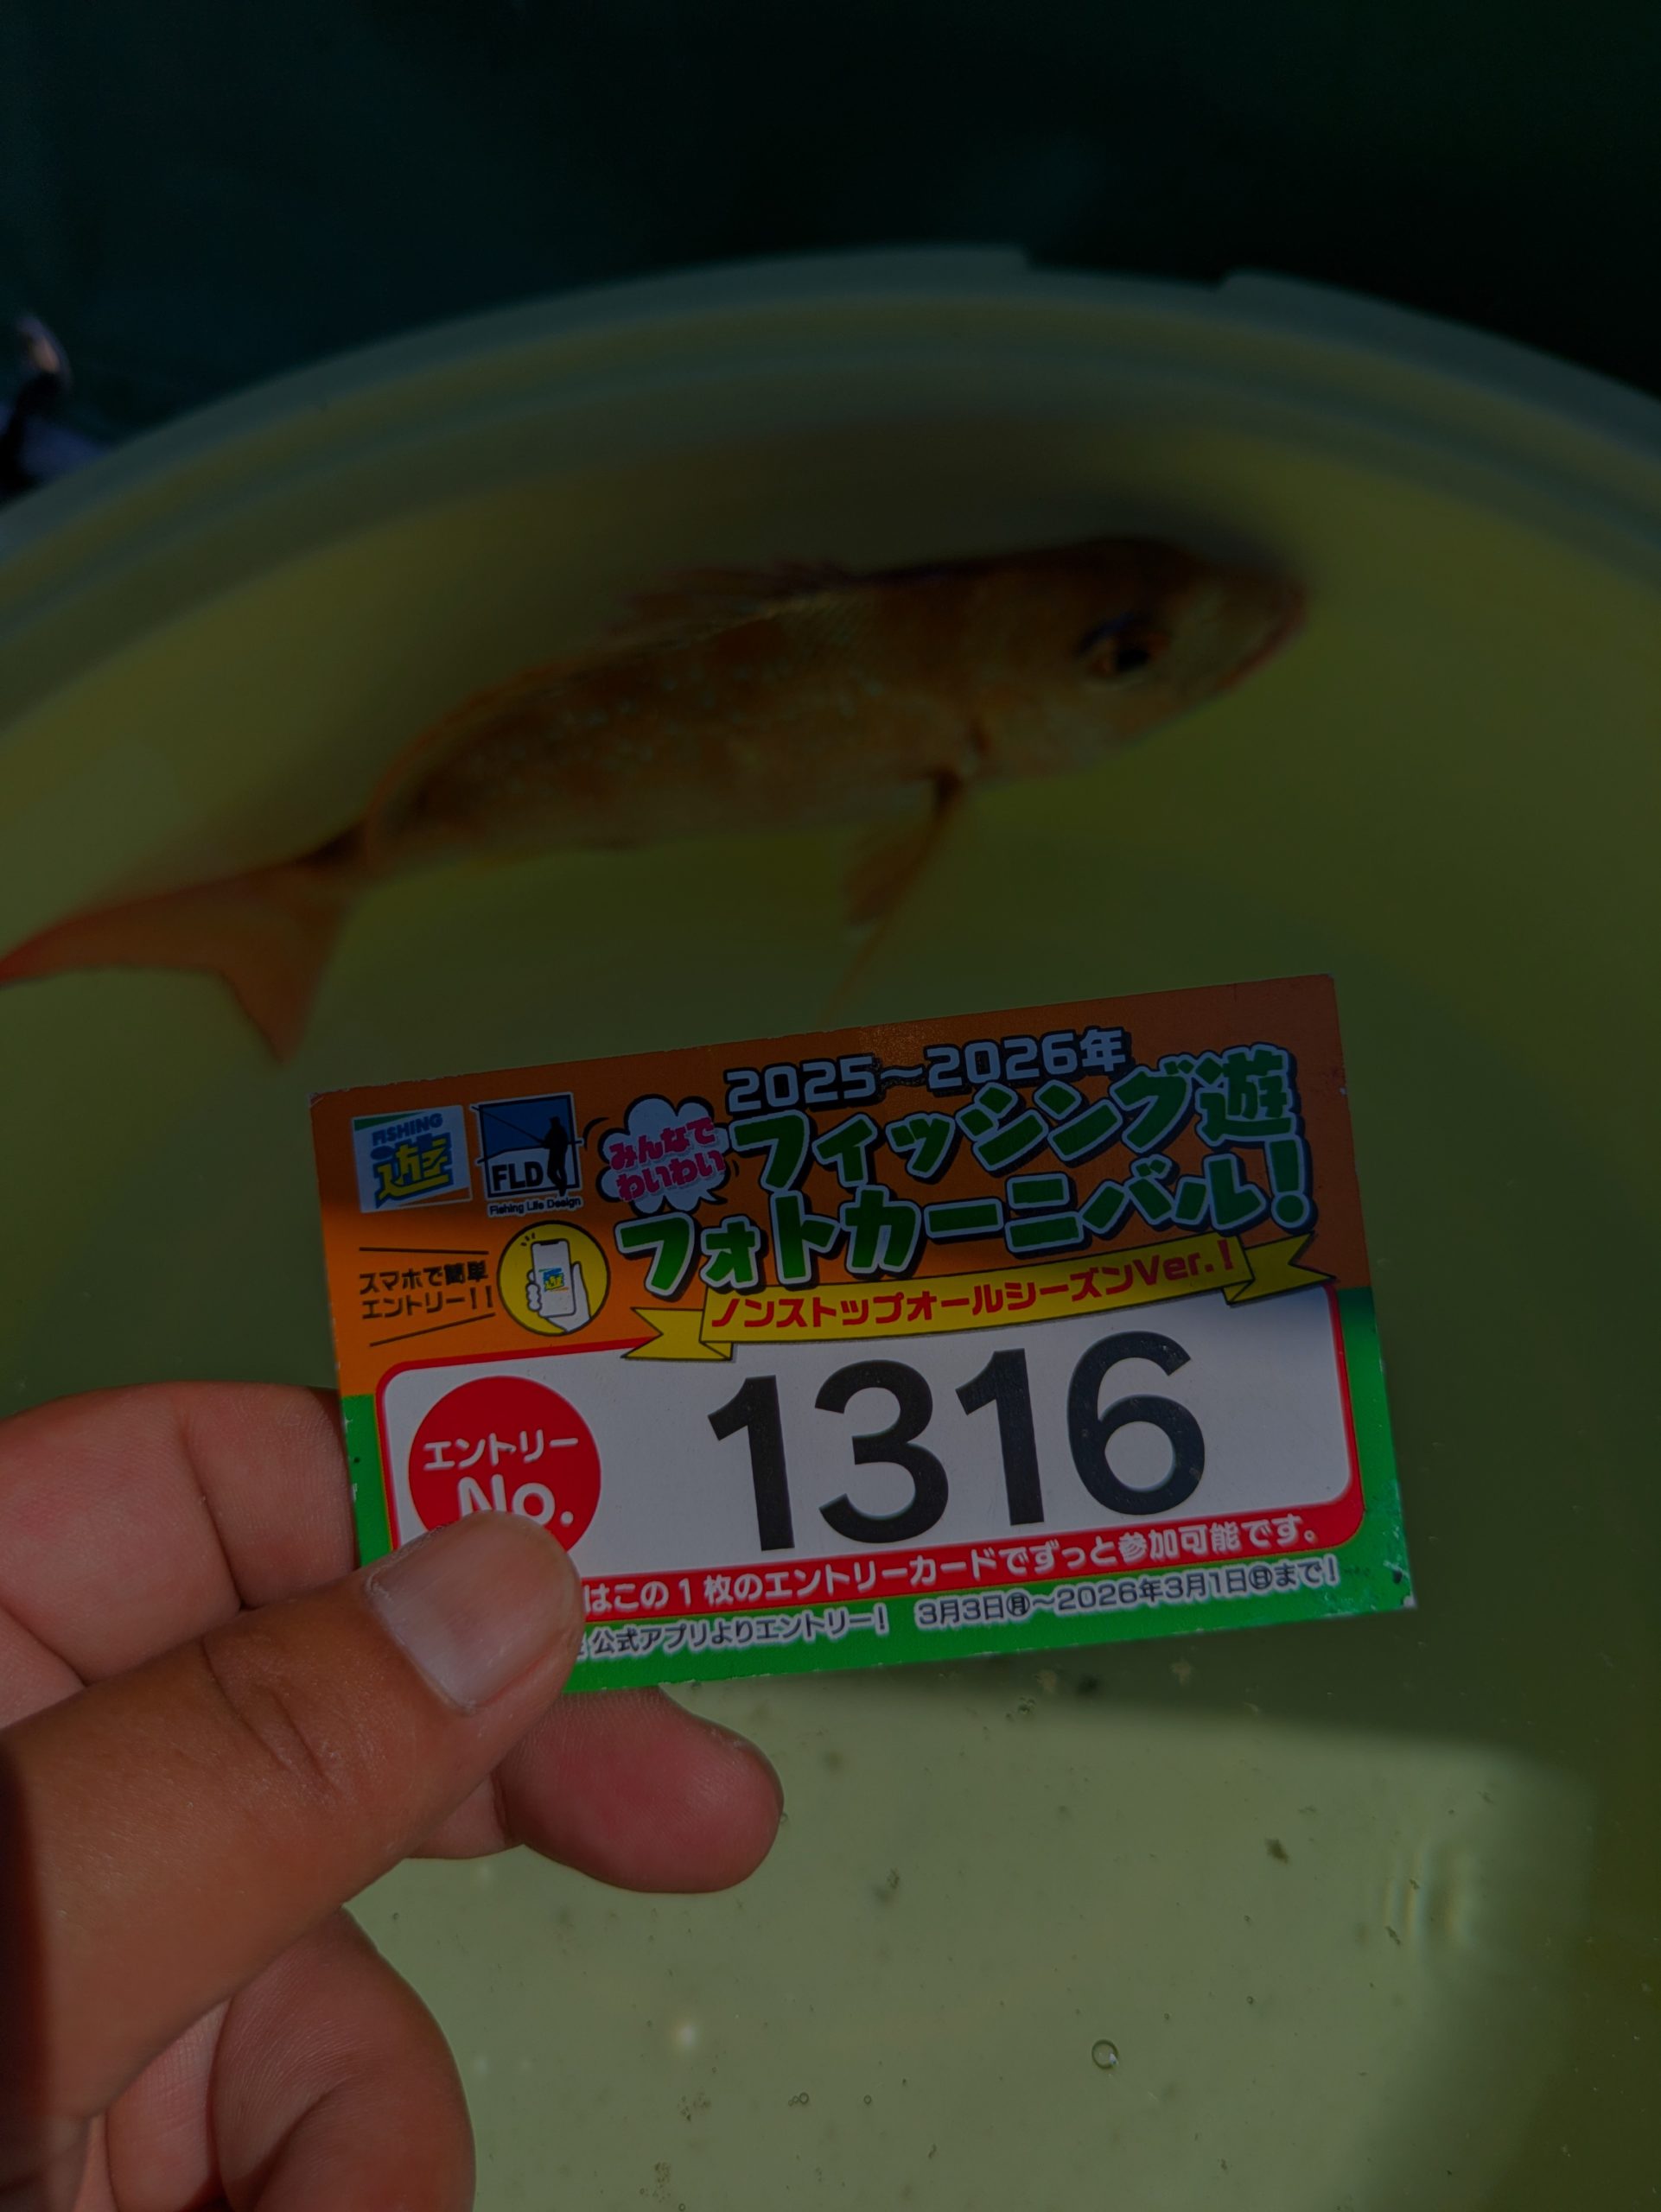 2025～2026年
FISHING
遊
FLD
Fishing Life Design
みんなで
わいわい
フィッシング遊
フォトカーニバル!
スマホで簡単
エントリー!!
ノンストップオールシーズンVer.!
エントリー
No.
1316
はこの1枚のエントリーカードでずっと参加可能です。
公式アプリよりエントリー! 3月3日㊊～2026年3月1日㊐まで!